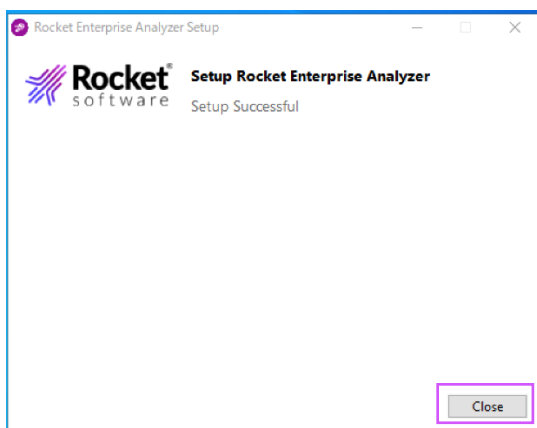 Rocket Enterprise Analyzer Setup
Rocket®
software
Setup Rocket Enterprise Analyzer
Setup Successful
Close